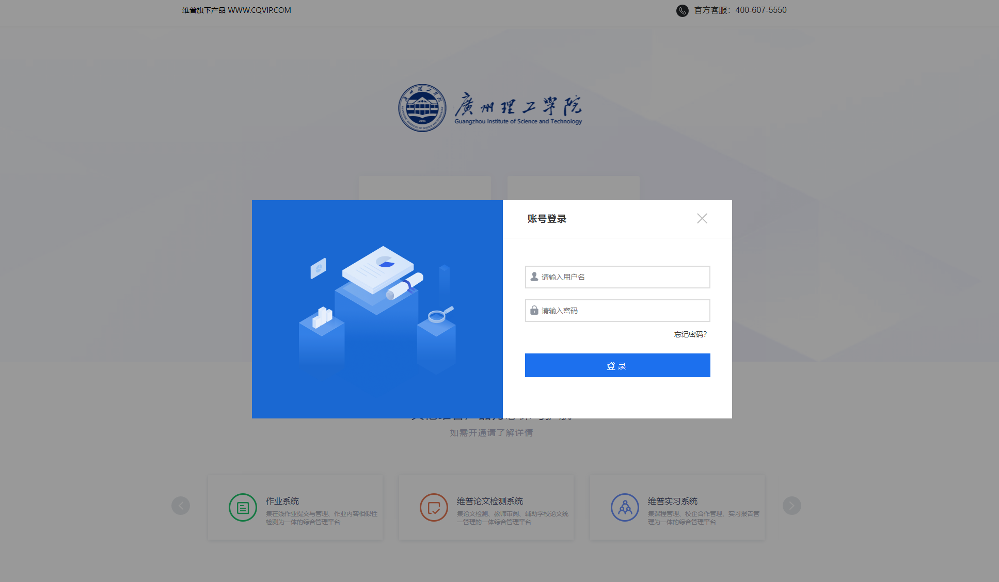 维普旗下产品 WWW.CQVIP.COM
官方客服：400-607-5550
廣州理工學院
Guangzhou Institute of Science and Technology
账号登录
请输入用户名
请输入密码
忘记密码?
登 录
如需开通请了解详情
作业系统
集在线作业提交与管理、作业内容相似性
检测为一体的综合管理平台
维普论文检测系统
集论文检测、教师审阅、辅助学校论文统
一管理的一体综合管理平台
维普实习系统
集课程管理、校企合作管理、实习报告管
理为一体的综合管理平台